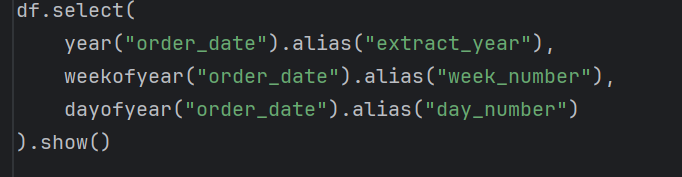 df.select(
    year("order_date").alias("extract_year"),
    weekofyear("order_date").alias("week_number"),
    dayofyear("order_date").alias("day_number")
).show()